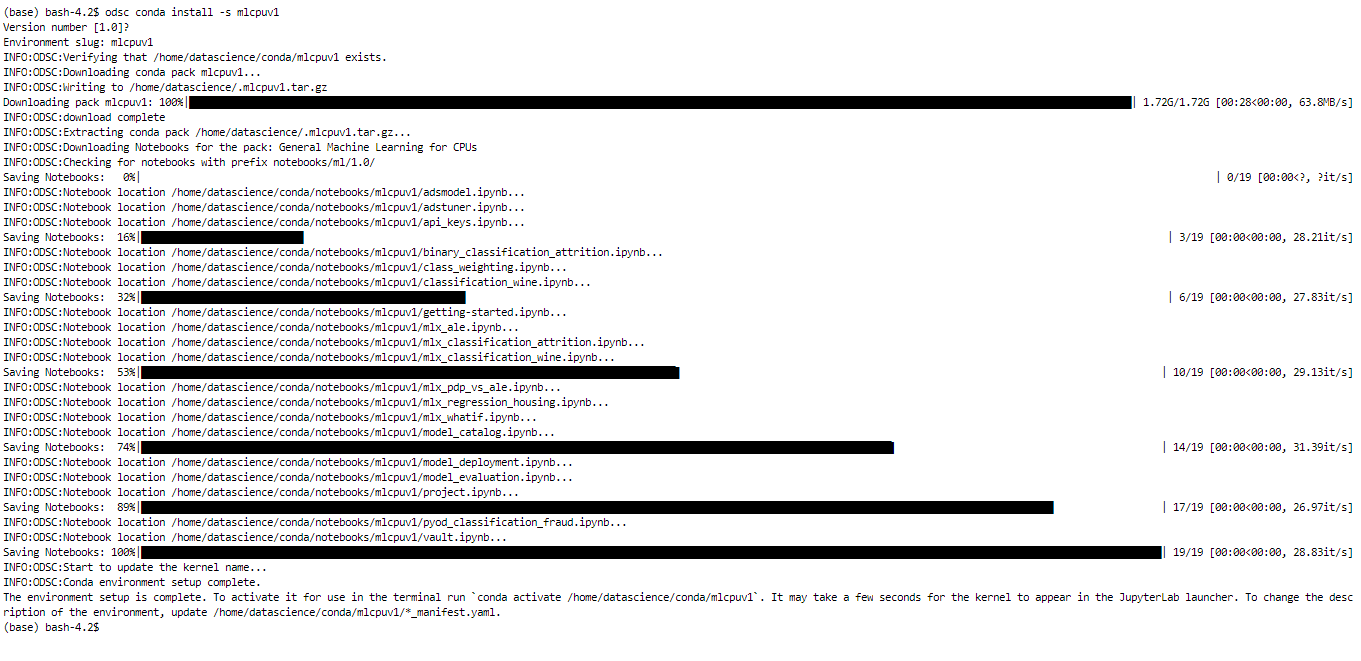 (base) bash-4.2$ odsc conda install -s mlcpuv1
Version number [1.0]?
Environment slug: mlcpuv1
INFO:ODSC:Verifying that /home/datascience/conda/mlcpuv1 exists.
INFO:ODSC:Downloading conda pack mlcpuv1...
INFO:ODSC:Writing to /home/datascience/.mlcpuv1.tar.gz
Downloading pack mlcpuv1: 100%| | 1.72G/1.72G [00:28<00:00, 63.8MB/s]
INFO:ODSC:download complete
INFO:ODSC:Extracting conda pack /home/datascience/.mlcpuv1.tar.gz...
INFO:ODSC:Downloading Notebooks for the pack: General Machine Learning for CPUs
INFO:ODSC:Checking for notebooks with prefix notebooks/ml/1.0/
Saving Notebooks:   0%| | 0/19 [00:00<?, ?it/s]
INFO:ODSC:Notebook location /home/datascience/conda/notebooks/mlcpuv1/adsmodel.ipynb...
INFO:ODSC:Notebook location /home/datascience/conda/notebooks/mlcpuv1/adstuner.ipynb...
INFO:ODSC:Notebook location /home/datascience/conda/notebooks/mlcpuv1/api_keys.ipynb...
Saving Notebooks:  16%| | 3/19 [00:00<00:00, 28.21it/s]
INFO:ODSC:Notebook location /home/datascience/conda/notebooks/mlcpuv1/binary_classification_attrition.ipynb...
INFO:ODSC:Notebook location /home/datascience/conda/notebooks/mlcpuv1/class_weighting.ipynb...
INFO:ODSC:Notebook location /home/datascience/conda/notebooks/mlcpuv1/classification_wine.ipynb...
Saving Notebooks:  32%| | 6/19 [00:00<00:00, 27.83it/s]
INFO:ODSC:Notebook location /home/datascience/conda/notebooks/mlcpuv1/getting-started.ipynb...
INFO:ODSC:Notebook location /home/datascience/conda/notebooks/mlcpuv1/mlx_ale.ipynb...
INFO:ODSC:Notebook location /home/datascience/conda/notebooks/mlcpuv1/mlx_classification_attrition.ipynb...
INFO:ODSC:Notebook location /home/datascience/conda/notebooks/mlcpuv1/mlx_classification_wine.ipynb...
Saving Notebooks:  53%| | 10/19 [00:00<00:00, 29.13it/s]
INFO:ODSC:Notebook location /home/datascience/conda/notebooks/mlcpuv1/mlx_pdp_vs_ale.ipynb...
INFO:ODSC:Notebook location /home/datascience/conda/notebooks/mlcpuv1/mlx_regression_housing.ipynb...
INFO:ODSC:Notebook location /home/datascience/conda/notebooks/mlcpuv1/mlx_whatif.ipynb...
INFO:ODSC:Notebook location /home/datascience/conda/notebooks/mlcpuv1/model_catalog.ipynb...
Saving Notebooks:  74%| | 14/19 [00:00<00:00, 31.39it/s]
INFO:ODSC:Notebook location /home/datascience/conda/notebooks/mlcpuv1/model_deployment.ipynb...
INFO:ODSC:Notebook location /home/datascience/conda/notebooks/mlcpuv1/model_evaluation.ipynb...
INFO:ODSC:Notebook location /home/datascience/conda/notebooks/mlcpuv1/project.ipynb...
Saving Notebooks:  89%| | 17/19 [00:00<00:00, 26.97it/s]
INFO:ODSC:Notebook location /home/datascience/conda/notebooks/mlcpuv1/pyod_classification_fraud.ipynb...
INFO:ODSC:Notebook location /home/datascience/conda/notebooks/mlcpuv1/vault.ipynb...
Saving Notebooks: 100%| | 19/19 [00:00<00:00, 28.83it/s]
INFO:ODSC:Start to update the kernel name...
INFO:ODSC:Conda environment setup complete.
The environment setup is complete. To activate it for use in the terminal run `conda activate /home/datascience/conda/mlcpuv1`. It may take a few seconds for the kernel to appear in the JupyterLab launcher. To change the desc
ription of the environment, update /home/datascience/conda/mlcpuv1/*_manifest.yaml.
(base) bash-4.2$